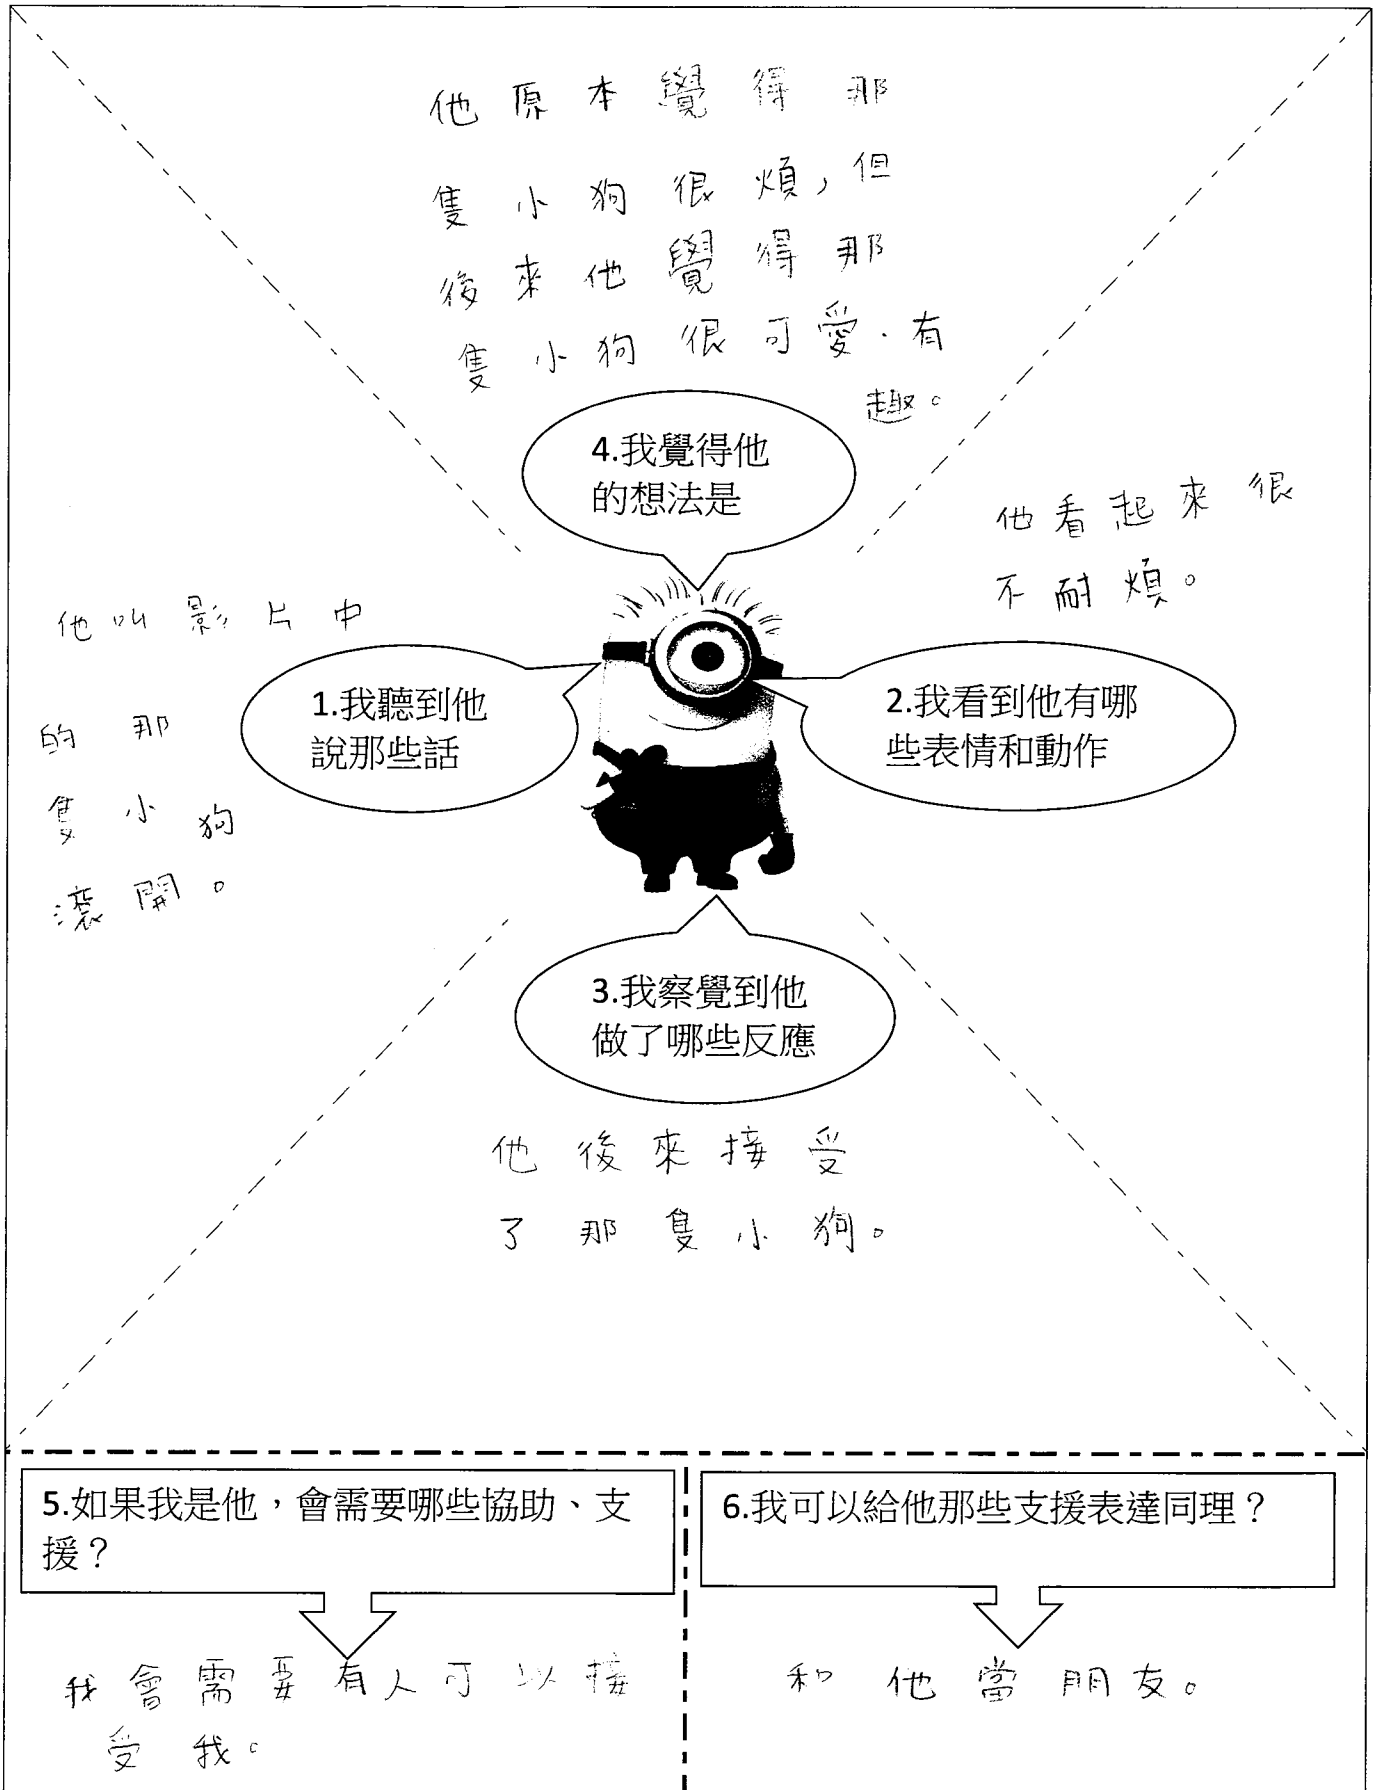 他原本覺得那
隻小狗很煩，但
後來他覺得那
隻小狗很可愛、有
趣。
4.我覺得他
的想法是
他看起來很
不耐煩。
他叫影片中
的那
隻小狗
滾開。
1.我聽到他
說那些話
2.我看到他有哪
些表情和動作
3.我察覺到他
做了哪些反應
他後來接受
了那隻小狗。
5.如果我是他，會需要哪些協助、支
援？
我會需要有人可以接
受我。
6.我可以給他那些支援表達同理？
和他當朋友。